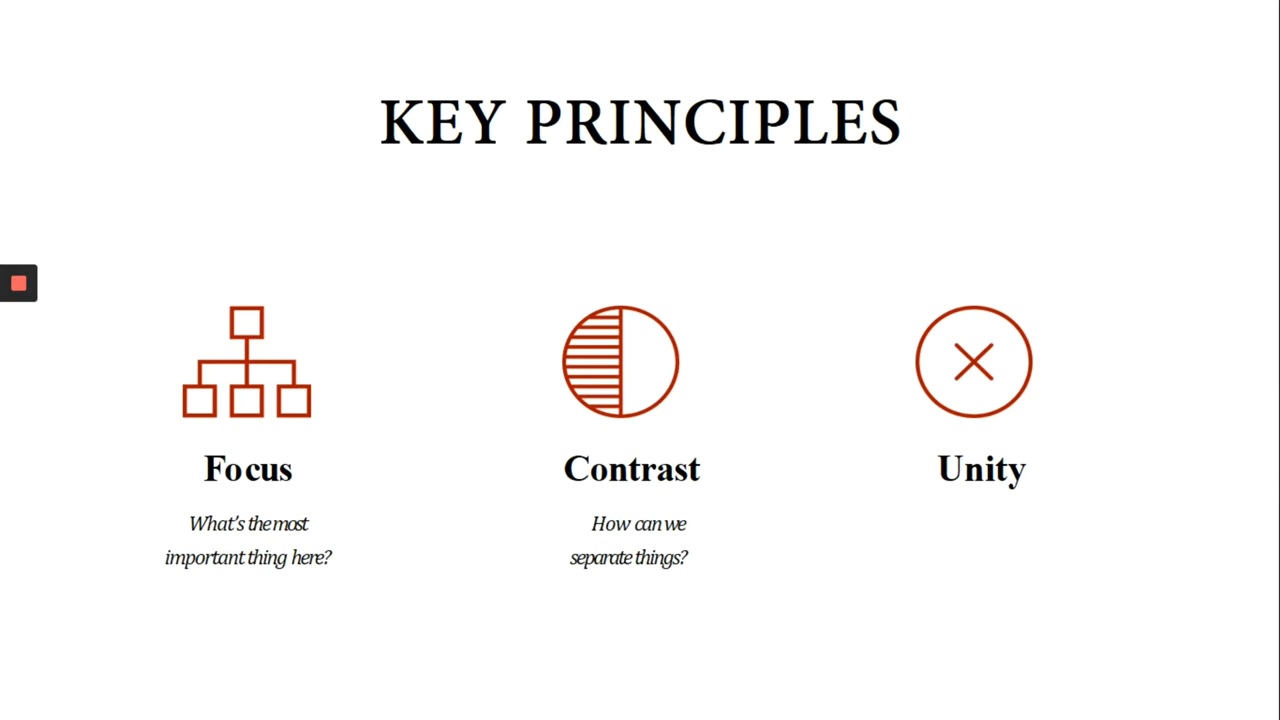 KEY PRINCIPLES
Focus
What's the most
important thing here?
Contrast
How can we
separate things?
Unity